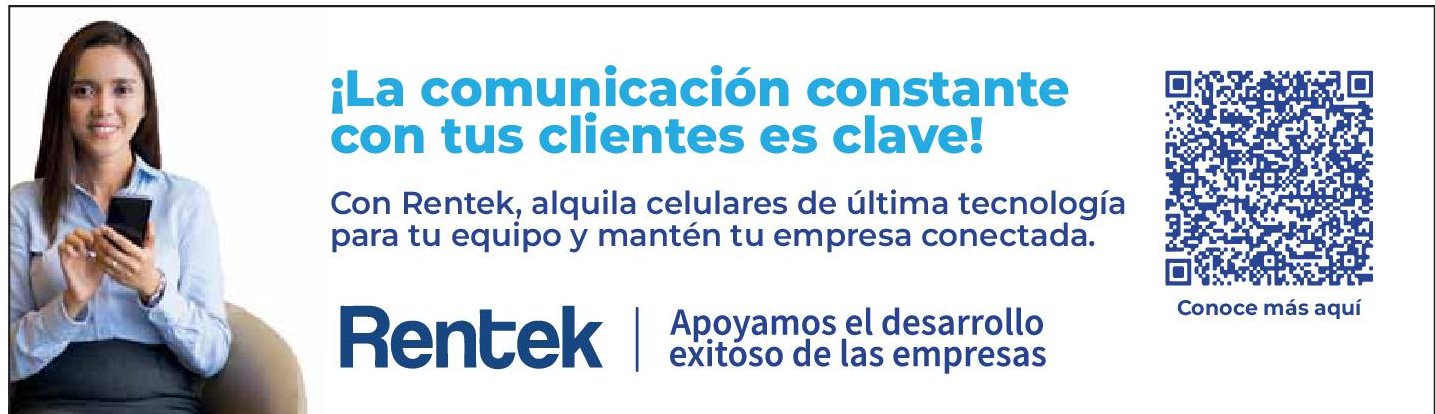 ¡La comunicación constante
con tus clientes es clave!
Con Rentek, alquila celulares de última tecnología
para tu equipo y mantén tu empresa conectada.
Rentek
Apoyamos el desarrollo
exitoso de las empresas
Conoce más aquí